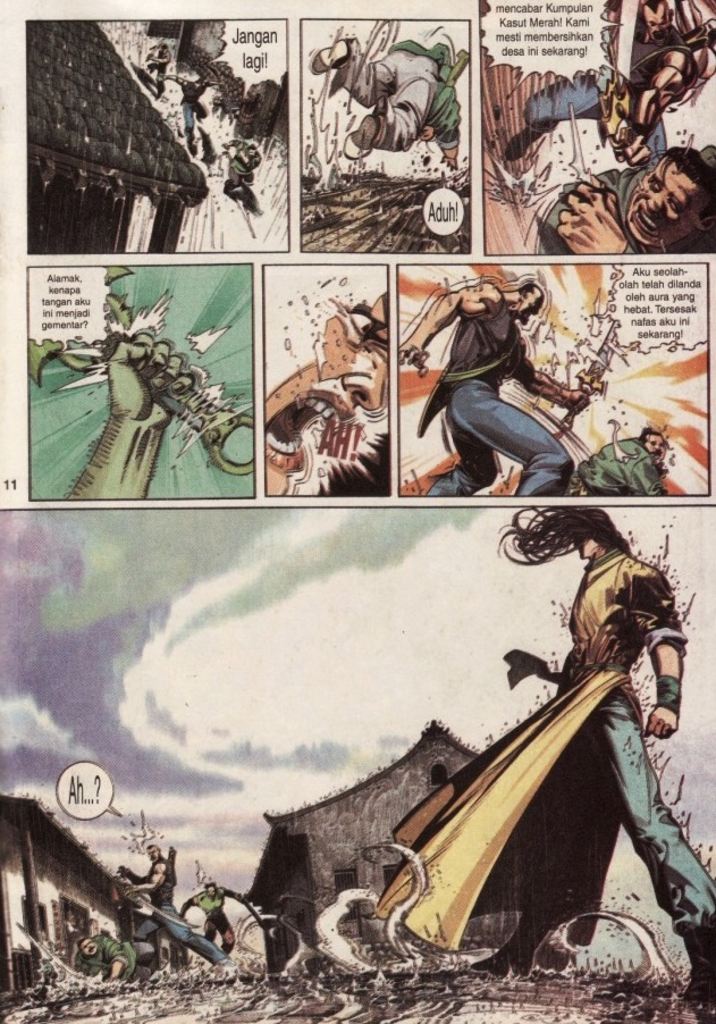 Jangan
lagi!
Aduh!
mencabar Kumpulan
Kasut Merah! Kami
mesti membersihkan
desa ini sekarang!
Alamak,
kenapa
tangan aku
ini menjadi
gementar?
AH!
Aku seolah-
olah telah dilanda
oleh aura yang
hebat. Tersesak
nafas aku ini
sekarang!
11
Ah...?